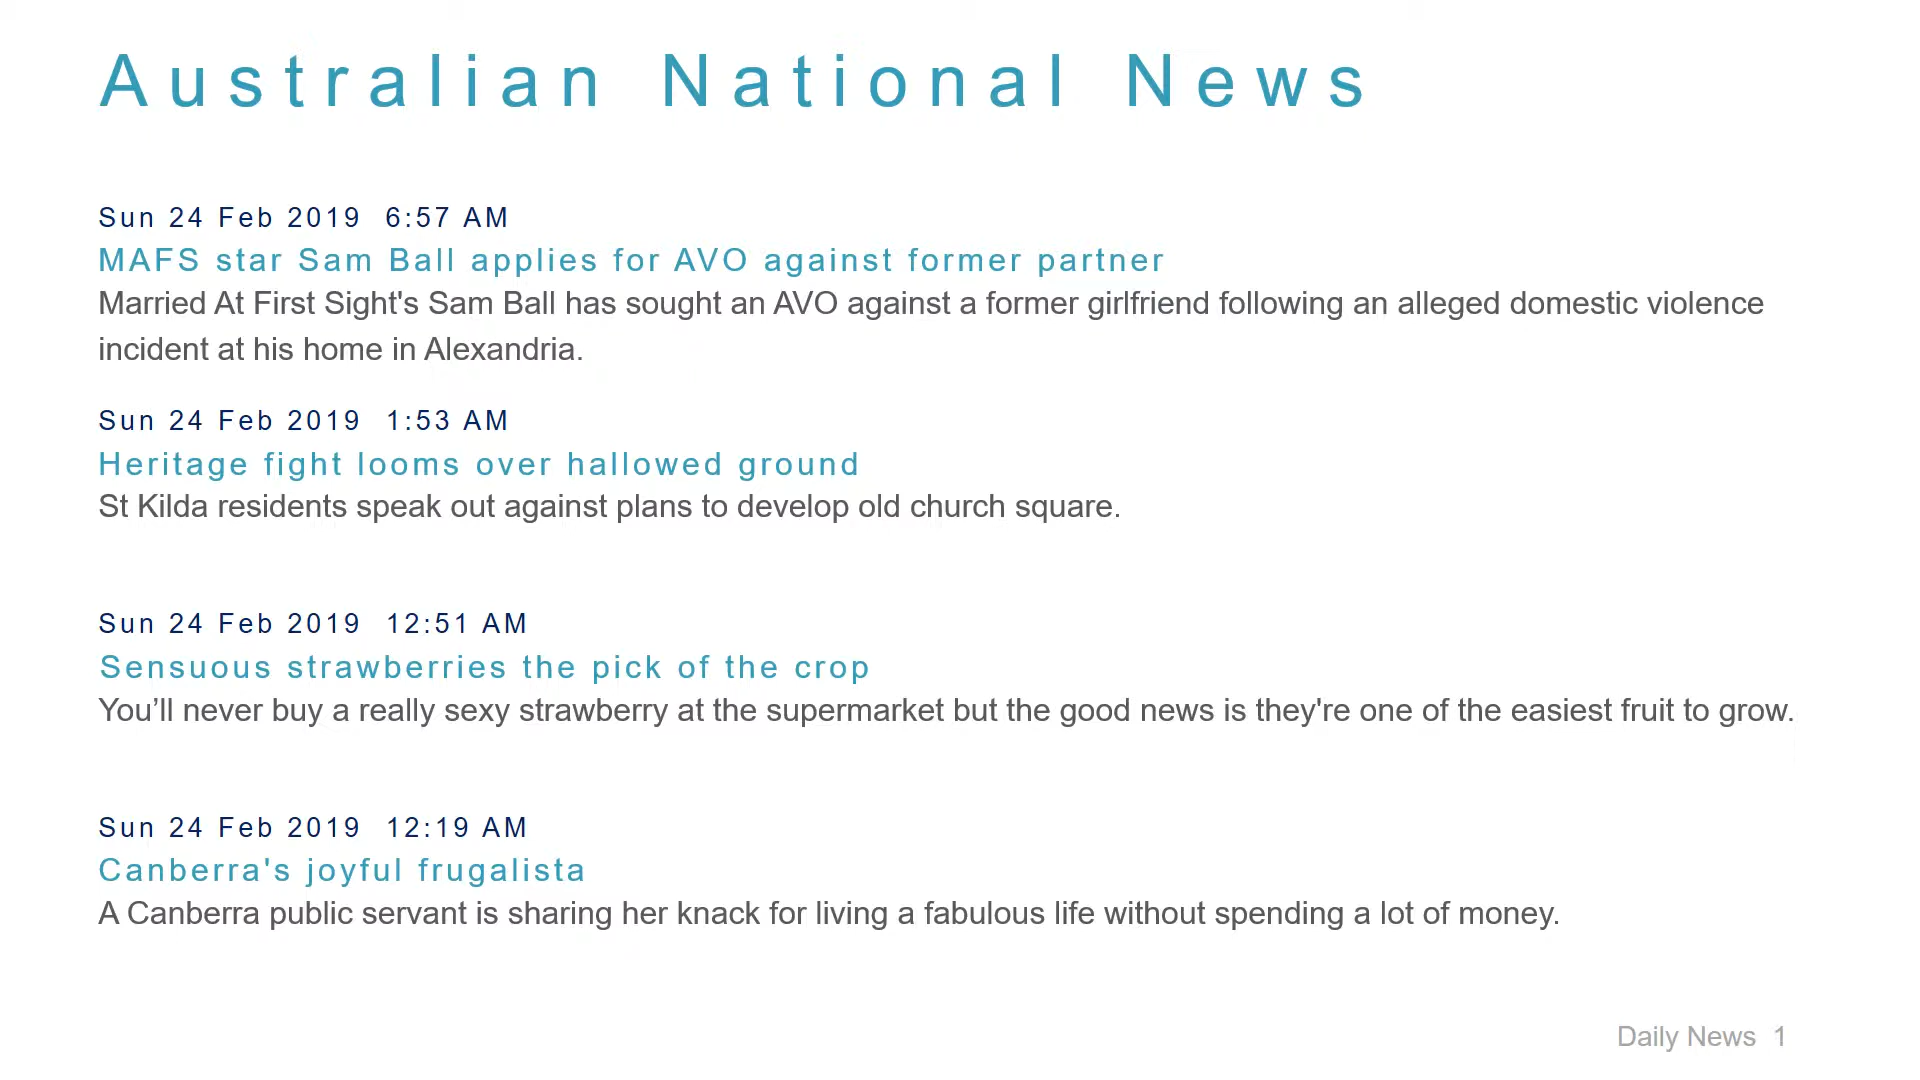 Australian National News
Sun 24 Feb 2019 6:57 AM
MAFS star Sam Ball applies for AVO against former partner
Married At First Sight's Sam Ball has sought an AVO against a former girlfriend following an alleged domestic violence
incident at his home in Alexandria.
Sun 24 Feb 2019 1:53 AM
Heritage fight looms over hallowed ground
St Kilda residents speak out against plans to develop old church square.
Sun 24 Feb 2019 12:51 AM
Sensuous strawberries the pick of the crop
You’ll never buy a really sexy strawberry at the supermarket but the good news is they're one of the easiest fruit to grow.
Sun 24 Feb 2019 12:19 AM
Canberra's joyful frugalista
A Canberra public servant is sharing her knack for living a fabulous life without spending a lot of money.
Daily News 1